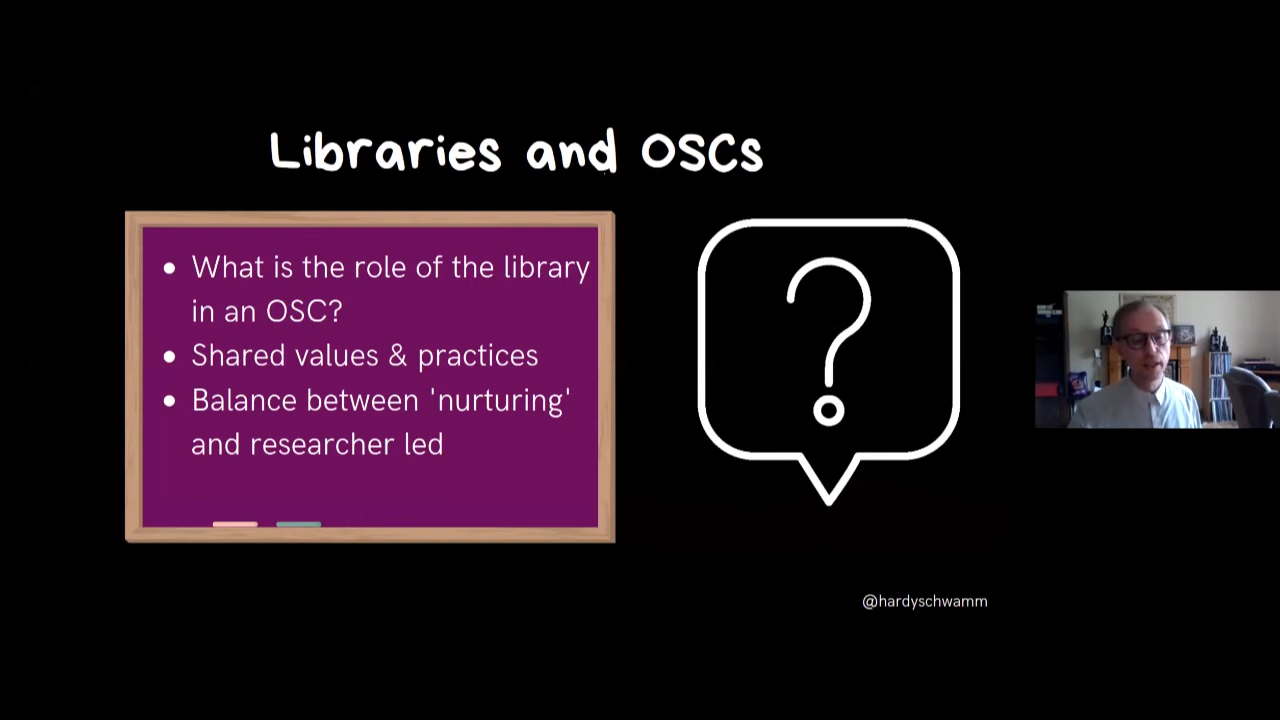 Libraries and OSCs
What is the role of the library
in an OSC?
Shared values & practices
Balance between 'nurturing'
and researcher led
@hardyschwamm